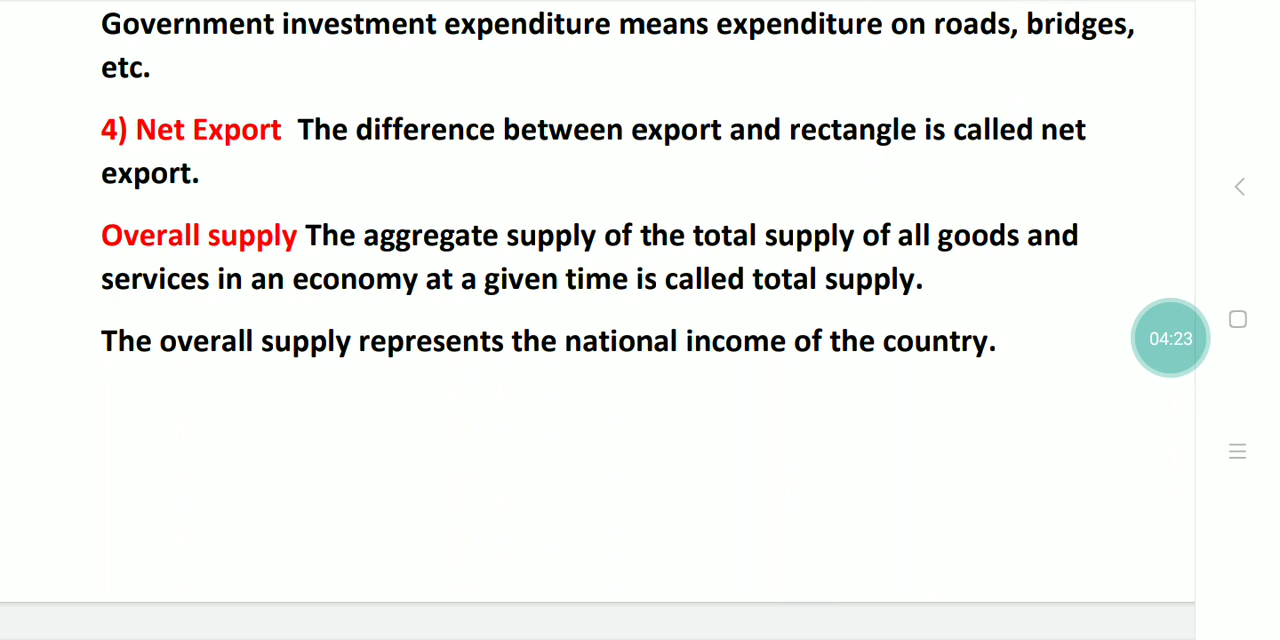 Government investment expenditure means expenditure on roads, bridges,
etc.
4) Net Export The difference between export and rectangle is called net
export.
Overall supply The aggregate supply of the total supply of all goods and
services in an economy at a given time is called total supply.
The overall supply represents the national income of the country.
04:23